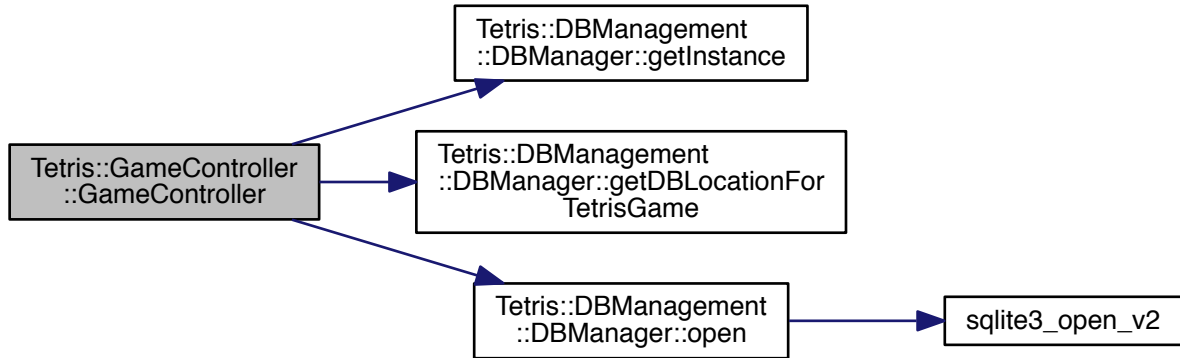 Tetris::DBManagement
::DBManager::getInstance
Tetris::GameController
::GameController
Tetris::DBManagement
::DBManager::getDBLocationFor
TetrisGame
Tetris::DBManagement
::DBManager::open
sqlite3_open_v2